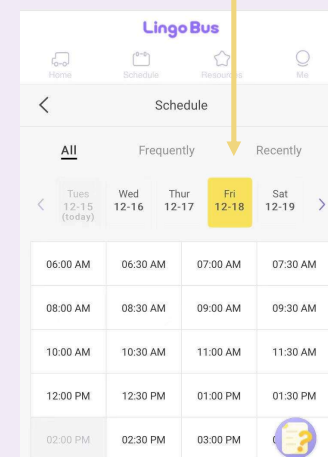 Lingo Bus
Home Schedule Resources Me
Schedule
All Frequently Recently
Tues Wed Thur Fri Sat
12-15 12-16 12-17 12-18 12-19
(today)
06:00 AM 06:30 AM 07:00 AM 07:30 AM
08:00 AM 08:30 AM 09:00 AM 09:30 AM
10:00 AM 10:30 AM 11:00 AM 11:30 AM
12:00 PM 12:30 PM 01:00 PM 01:30 PM
02:00 PM 02:30 PM 03:00 PM